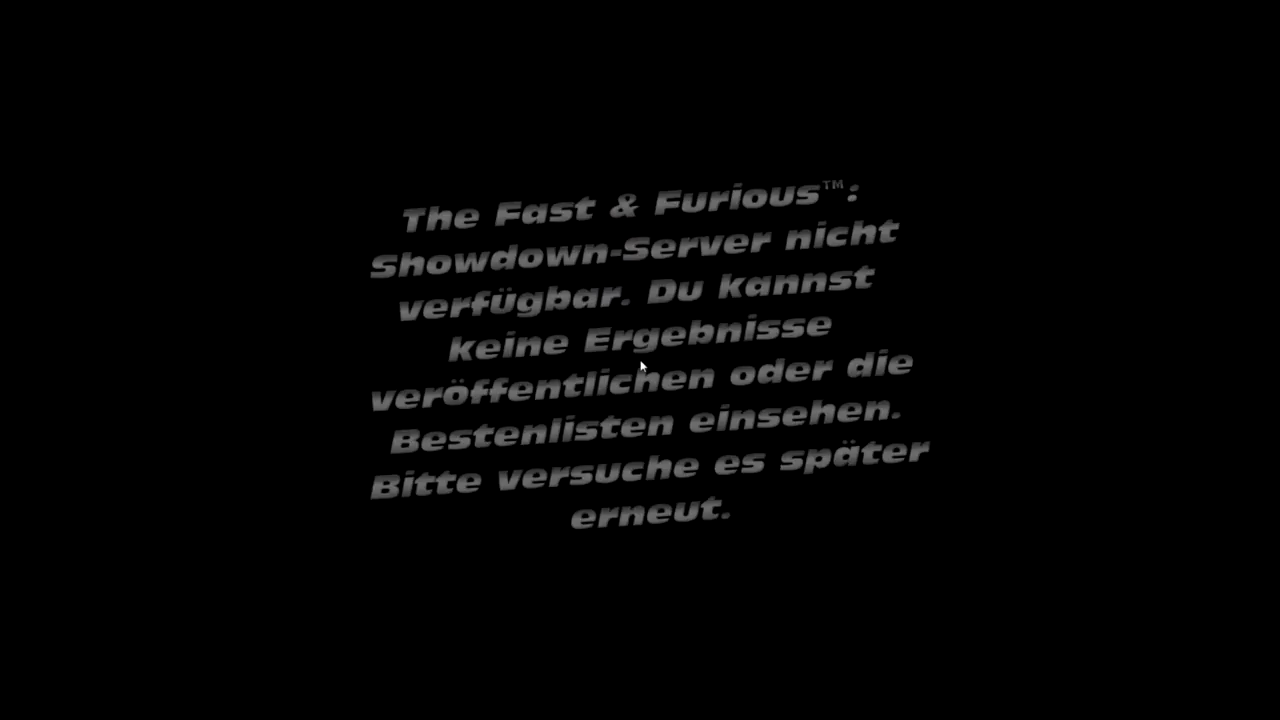 The Fast & Furious™:
Showdown-Server nicht
verfügbar. Du kannst
keine Ergebnisse
veröffentlichen oder die
Bestenlisten einsehen.
Bitte versuche es später
erneut.